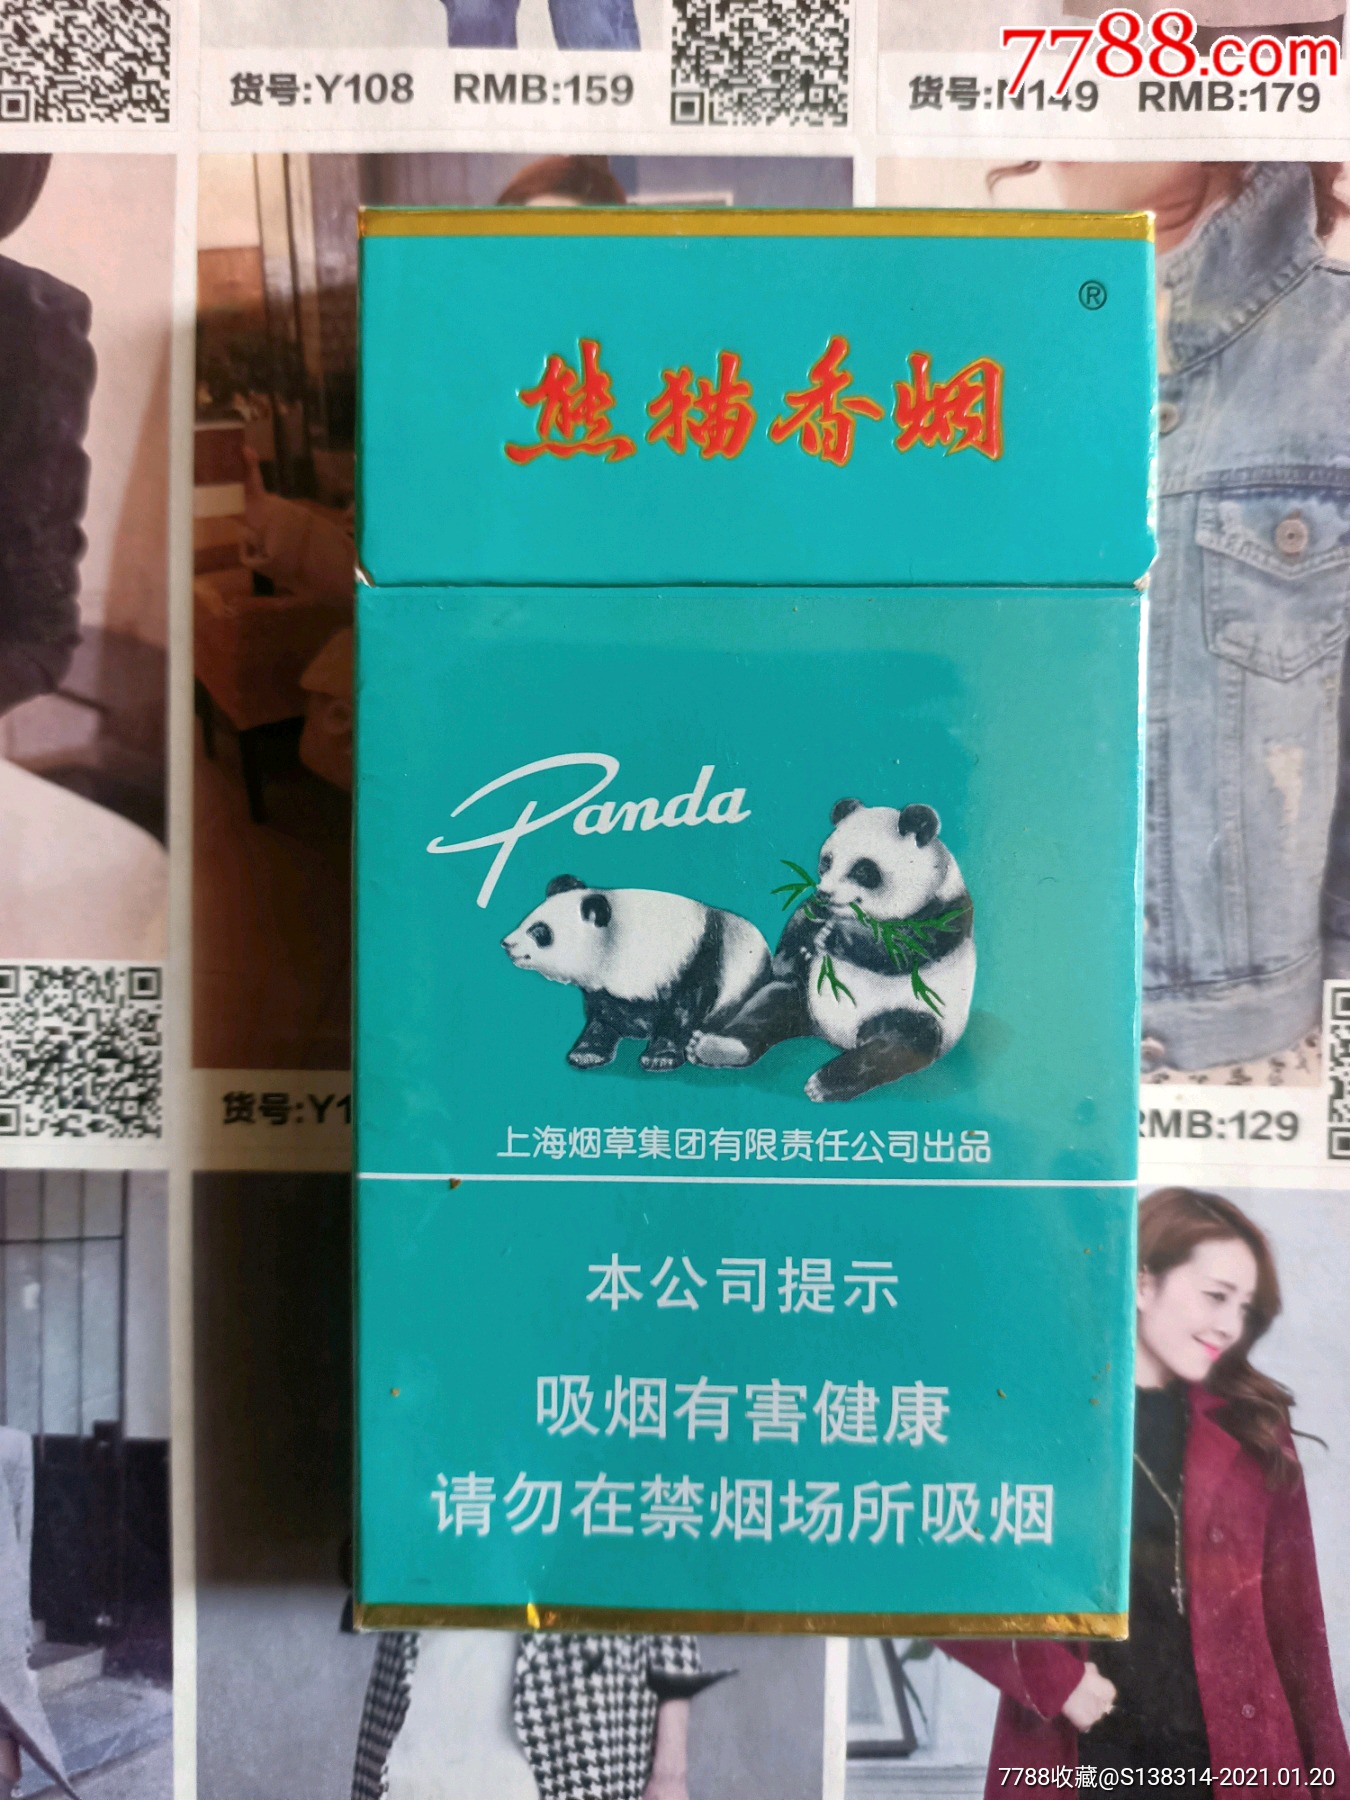 7788.com
货号:Y108 RMB:159
货号:N149 RMB:179
®
熊猫香烟
Panda
货号:Y1
RMB:129
上海烟草集团有限责任公司出品
本公司提示
吸烟有害健康
请勿在禁烟场所吸烟
7788收藏@S138314-2021.01.20